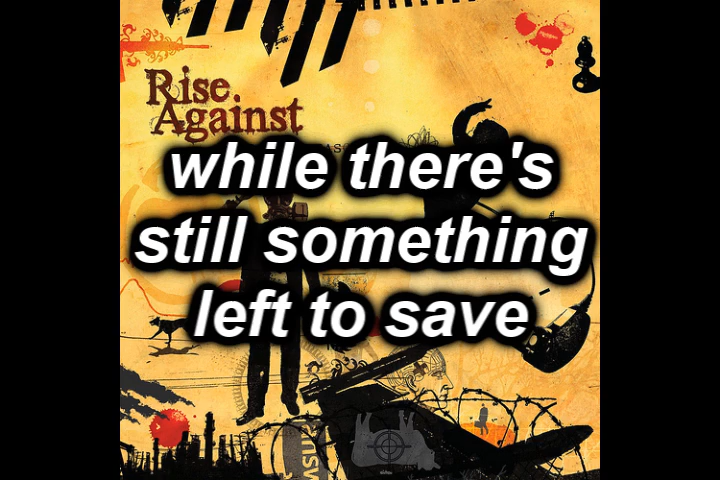 Rise
Against
while there's
still something
left to save